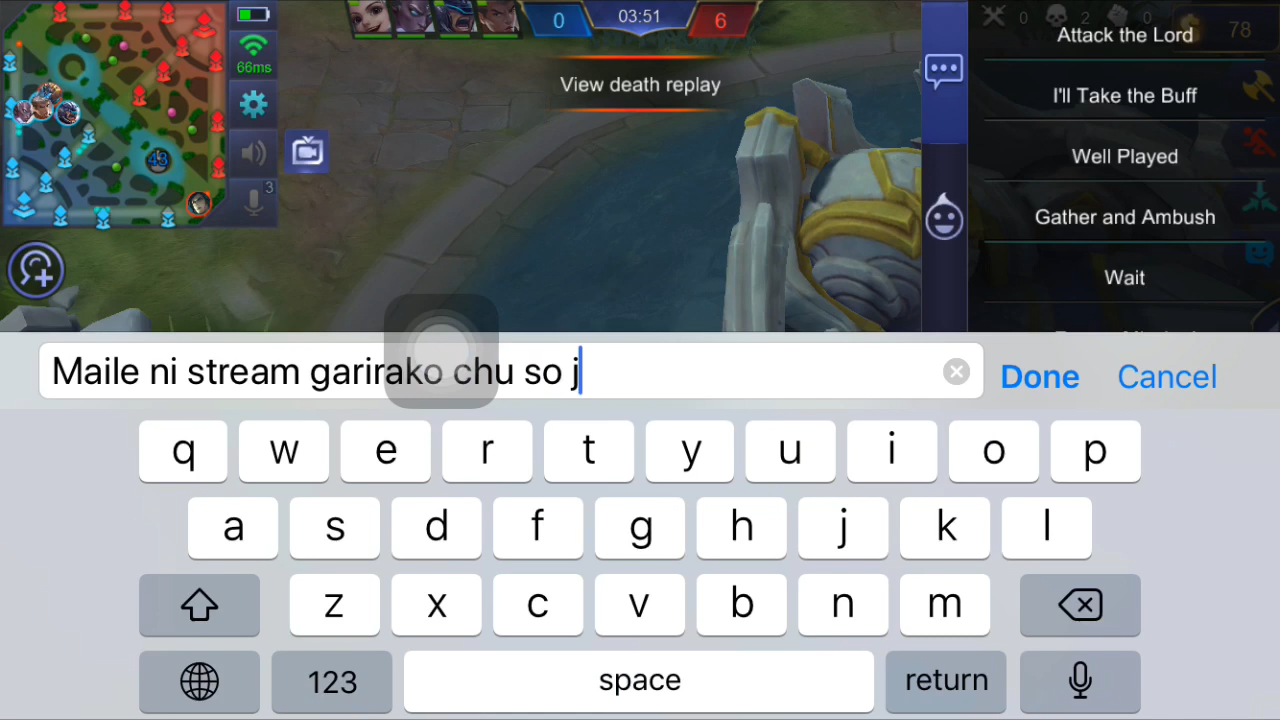 0
03:51
6
0
2
0
78
66ms
3
43
View death replay
Attack the Lord
I'll Take the Buff
Well Played
Gather and Ambush
Wait
Maile ni stream garirako chu so j
Done
Cancel
q w e r t y u i o p
a s d f g h j k l
z x c v b n m
123
space
return